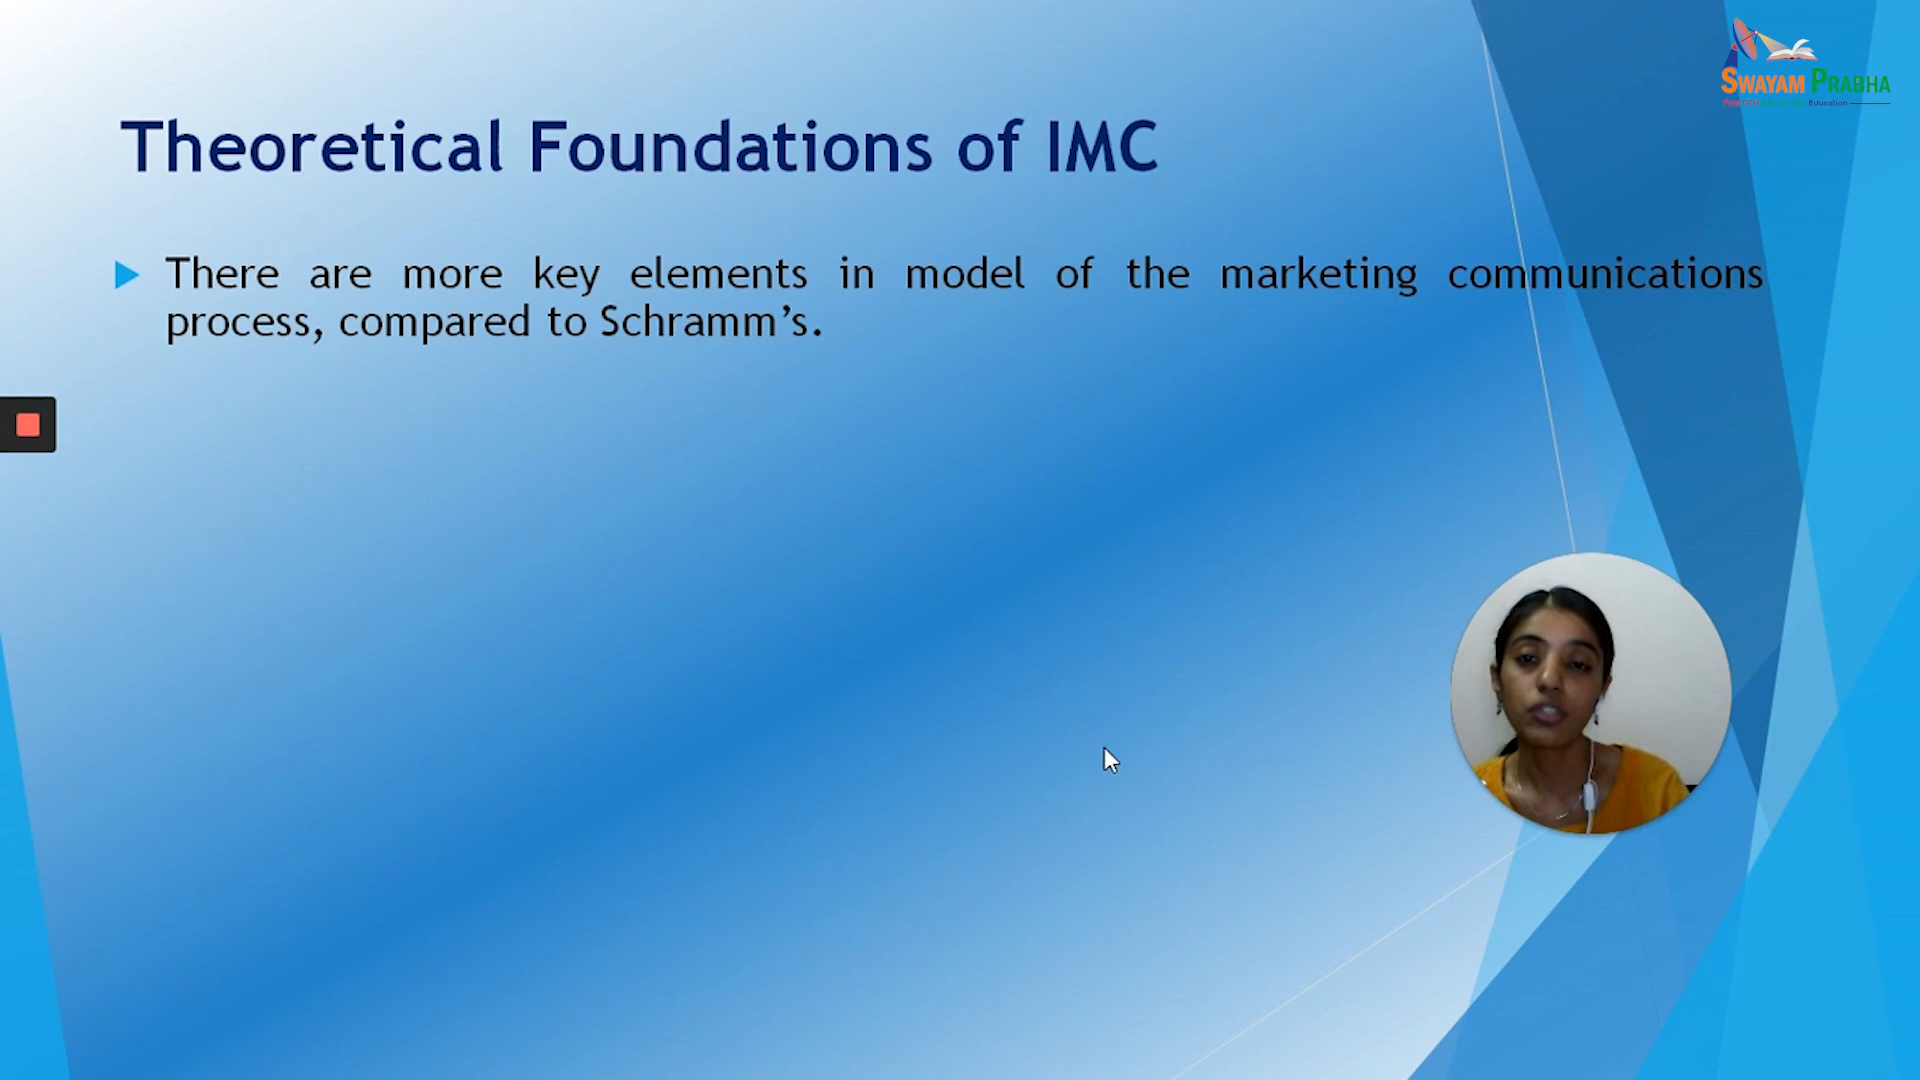 SWAYAM PRABHA
Theoretical Foundations of IMC
There are more key elements in model of the marketing communications
process, compared to Schramm's.